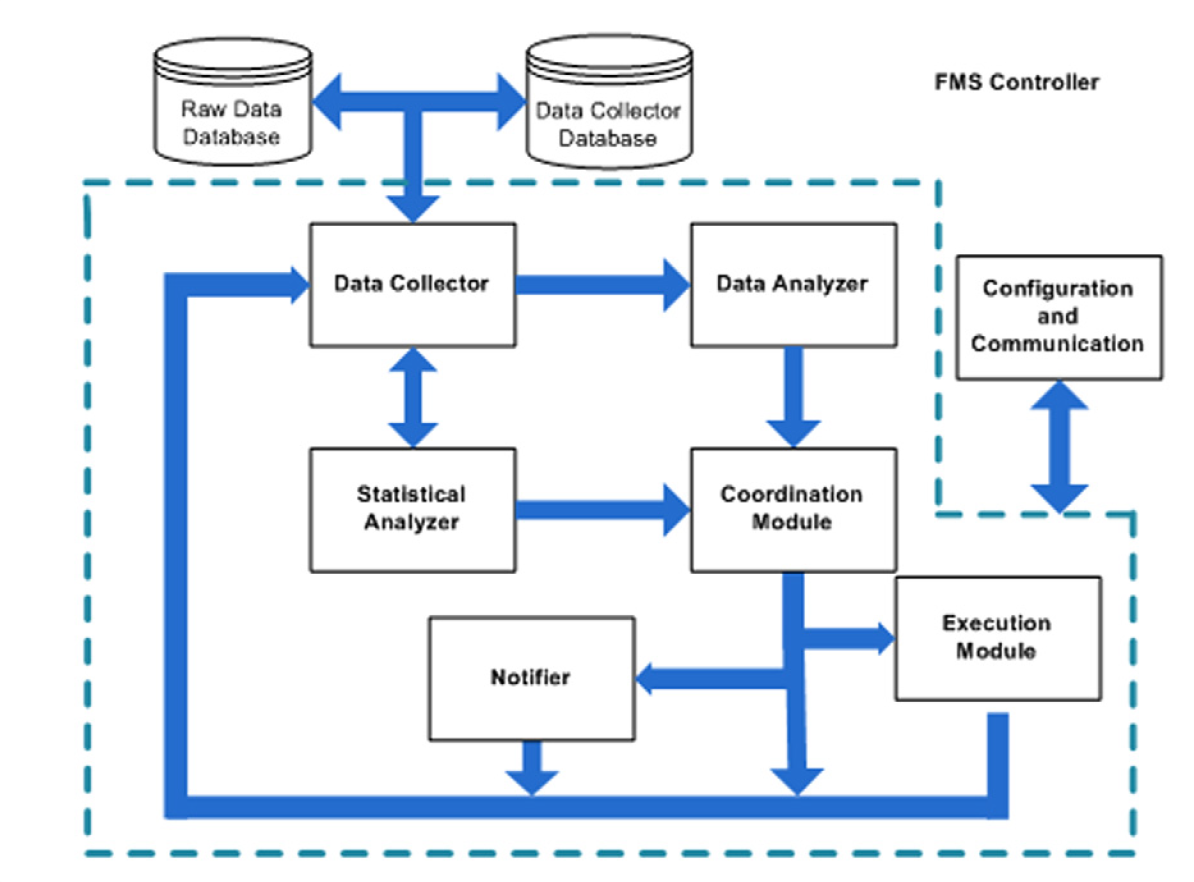 FMS Controller
Raw Data
Database
Data Collector
Database
Data Collector
Data Analyzer
Configuration
and
Communication
Statistical
Analyzer
Coordination
Module
Execution
Module
Notifier